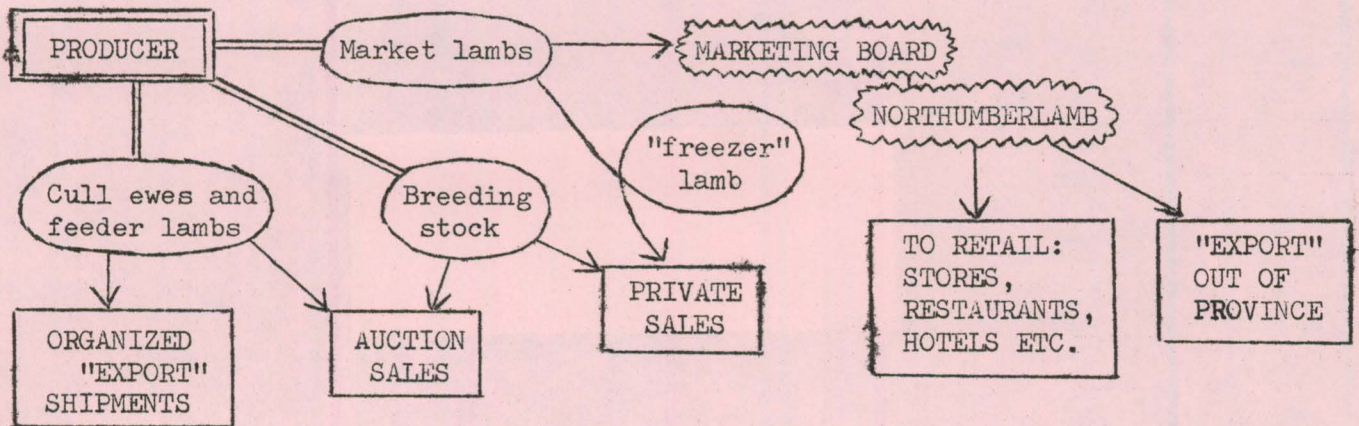 PRODUCER
Market lambs
MARKETING BOARD
NORTHUMBERLAMB
"freezer"
lamb
Cull ewes and
feeder lambs
Breeding
stock
ORGANIZED
"EXPORT"
SHIPMENTS
AUCTION
SALES
PRIVATE
SALES
TO RETAIL:
STORES,
RESTAURANTS,
HOTELS ETC.
"EXPORT"
OUT OF
PROVINCE